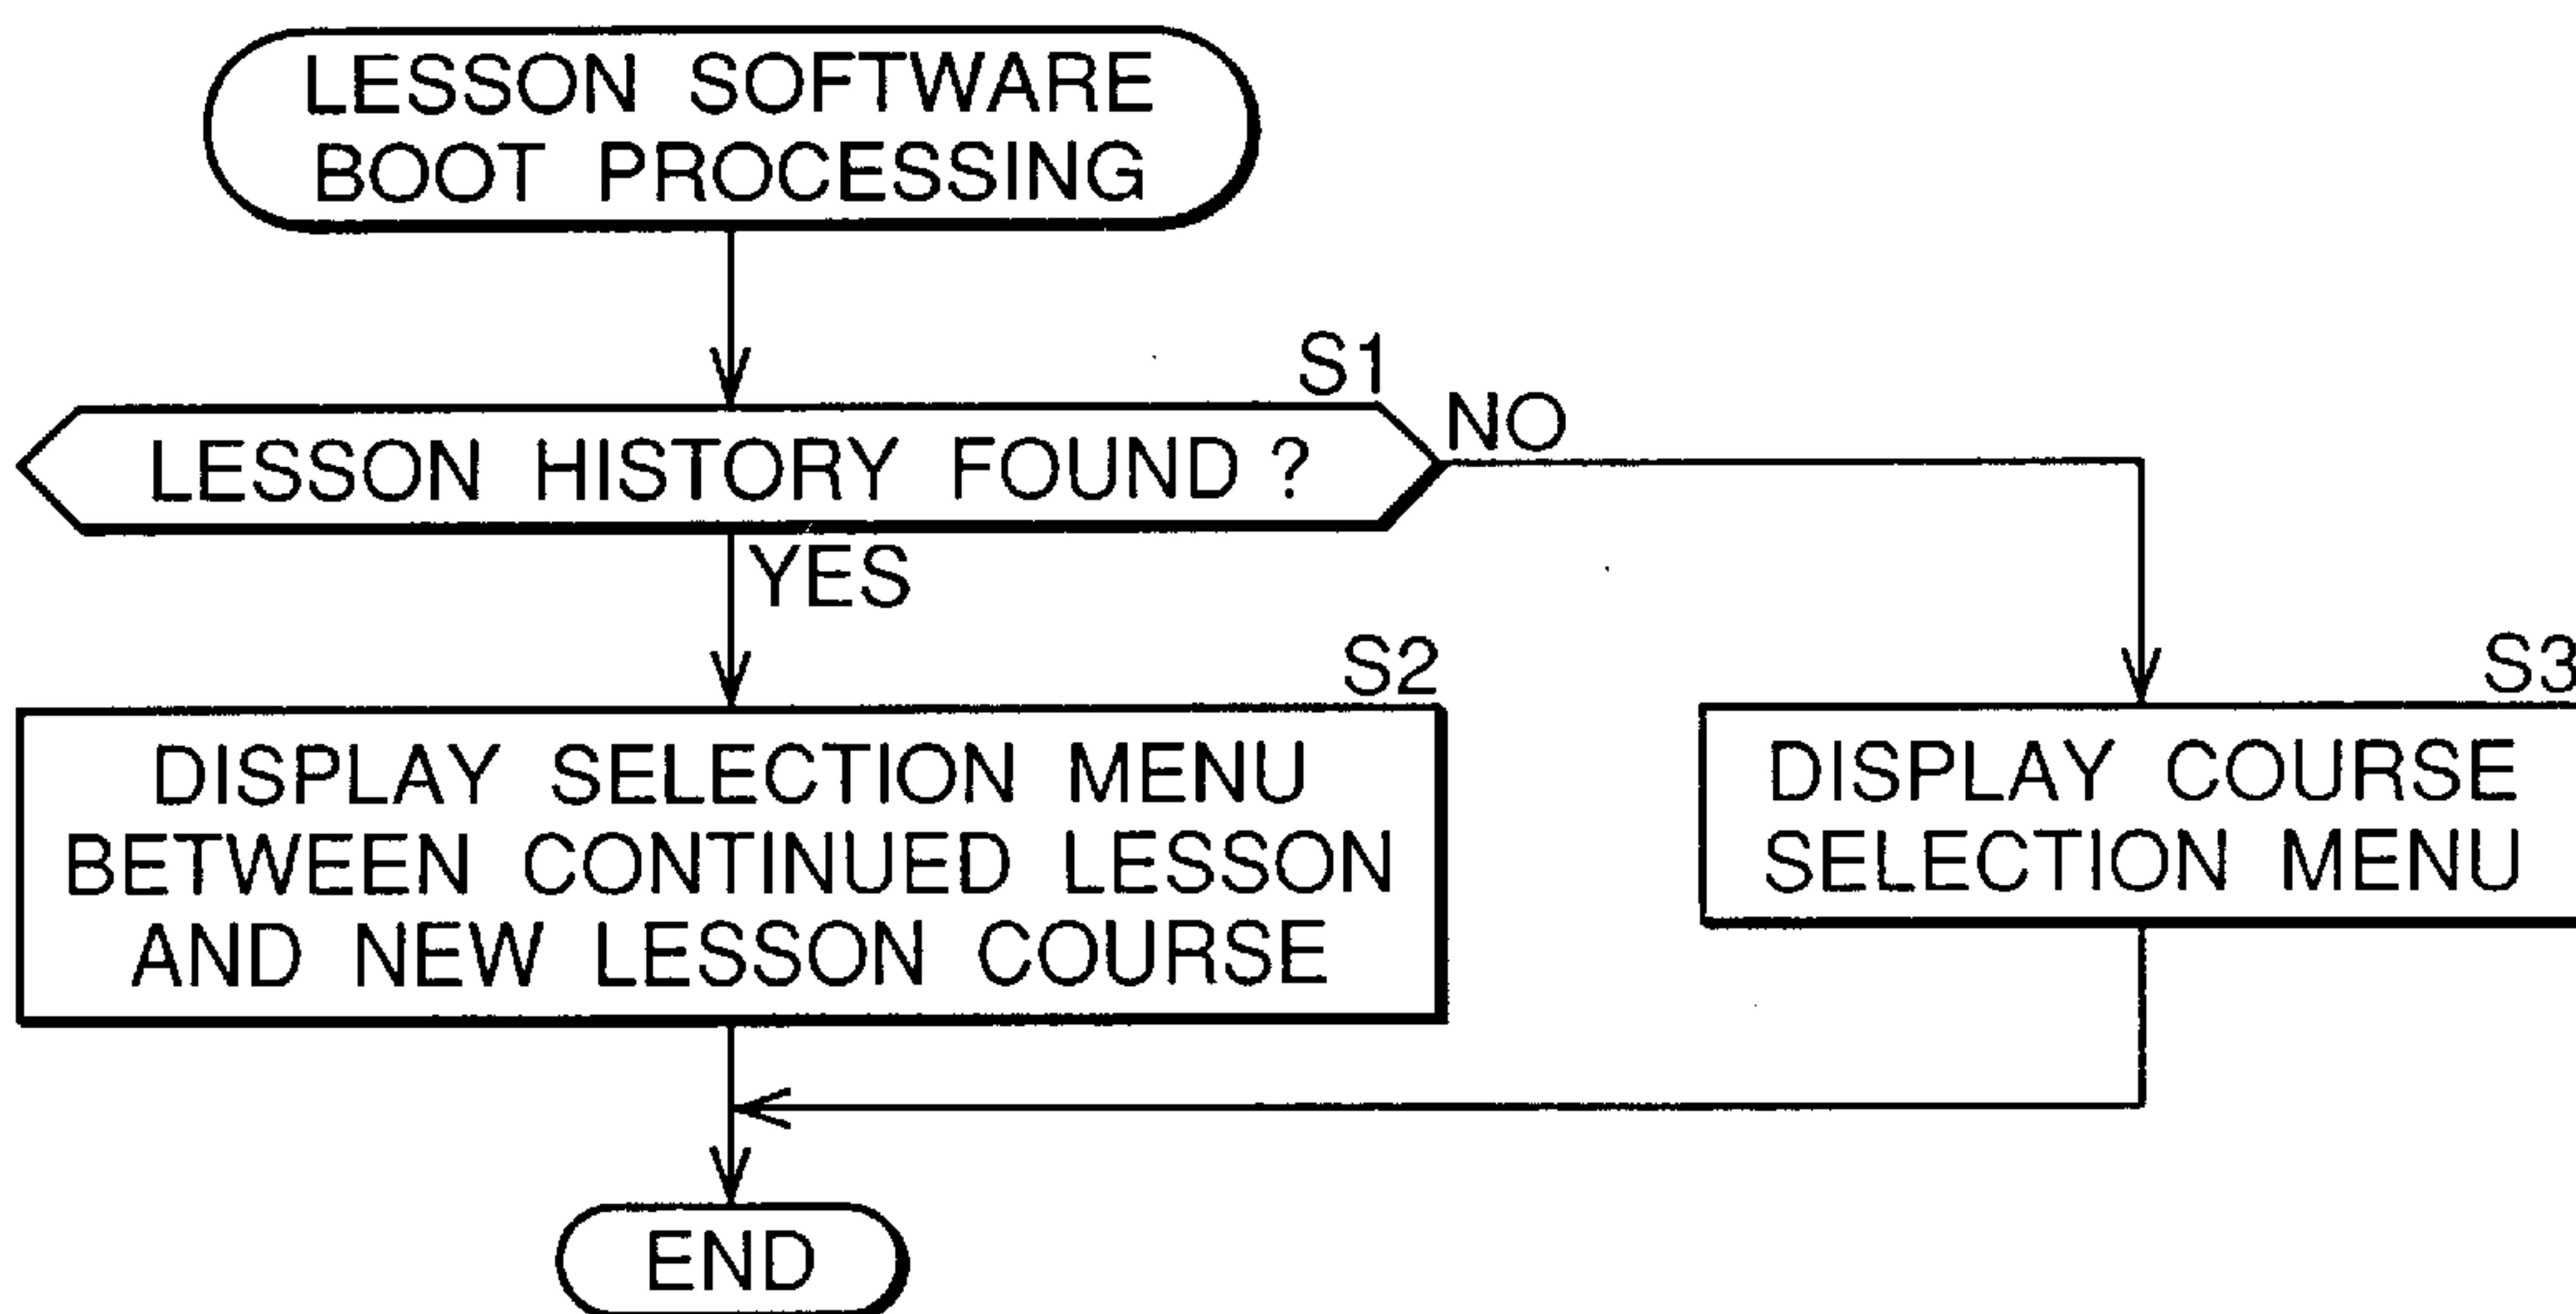 LESSON SOFTWARE
BOOT PROCESSING
S1
LESSON HISTORY FOUND ?
NO
YES
S2
DISPLAY SELECTION MENU
BETWEEN CONTINUED LESSON
AND NEW LESSON COURSE
S3
DISPLAY COURSE
SELECTION MENU
END